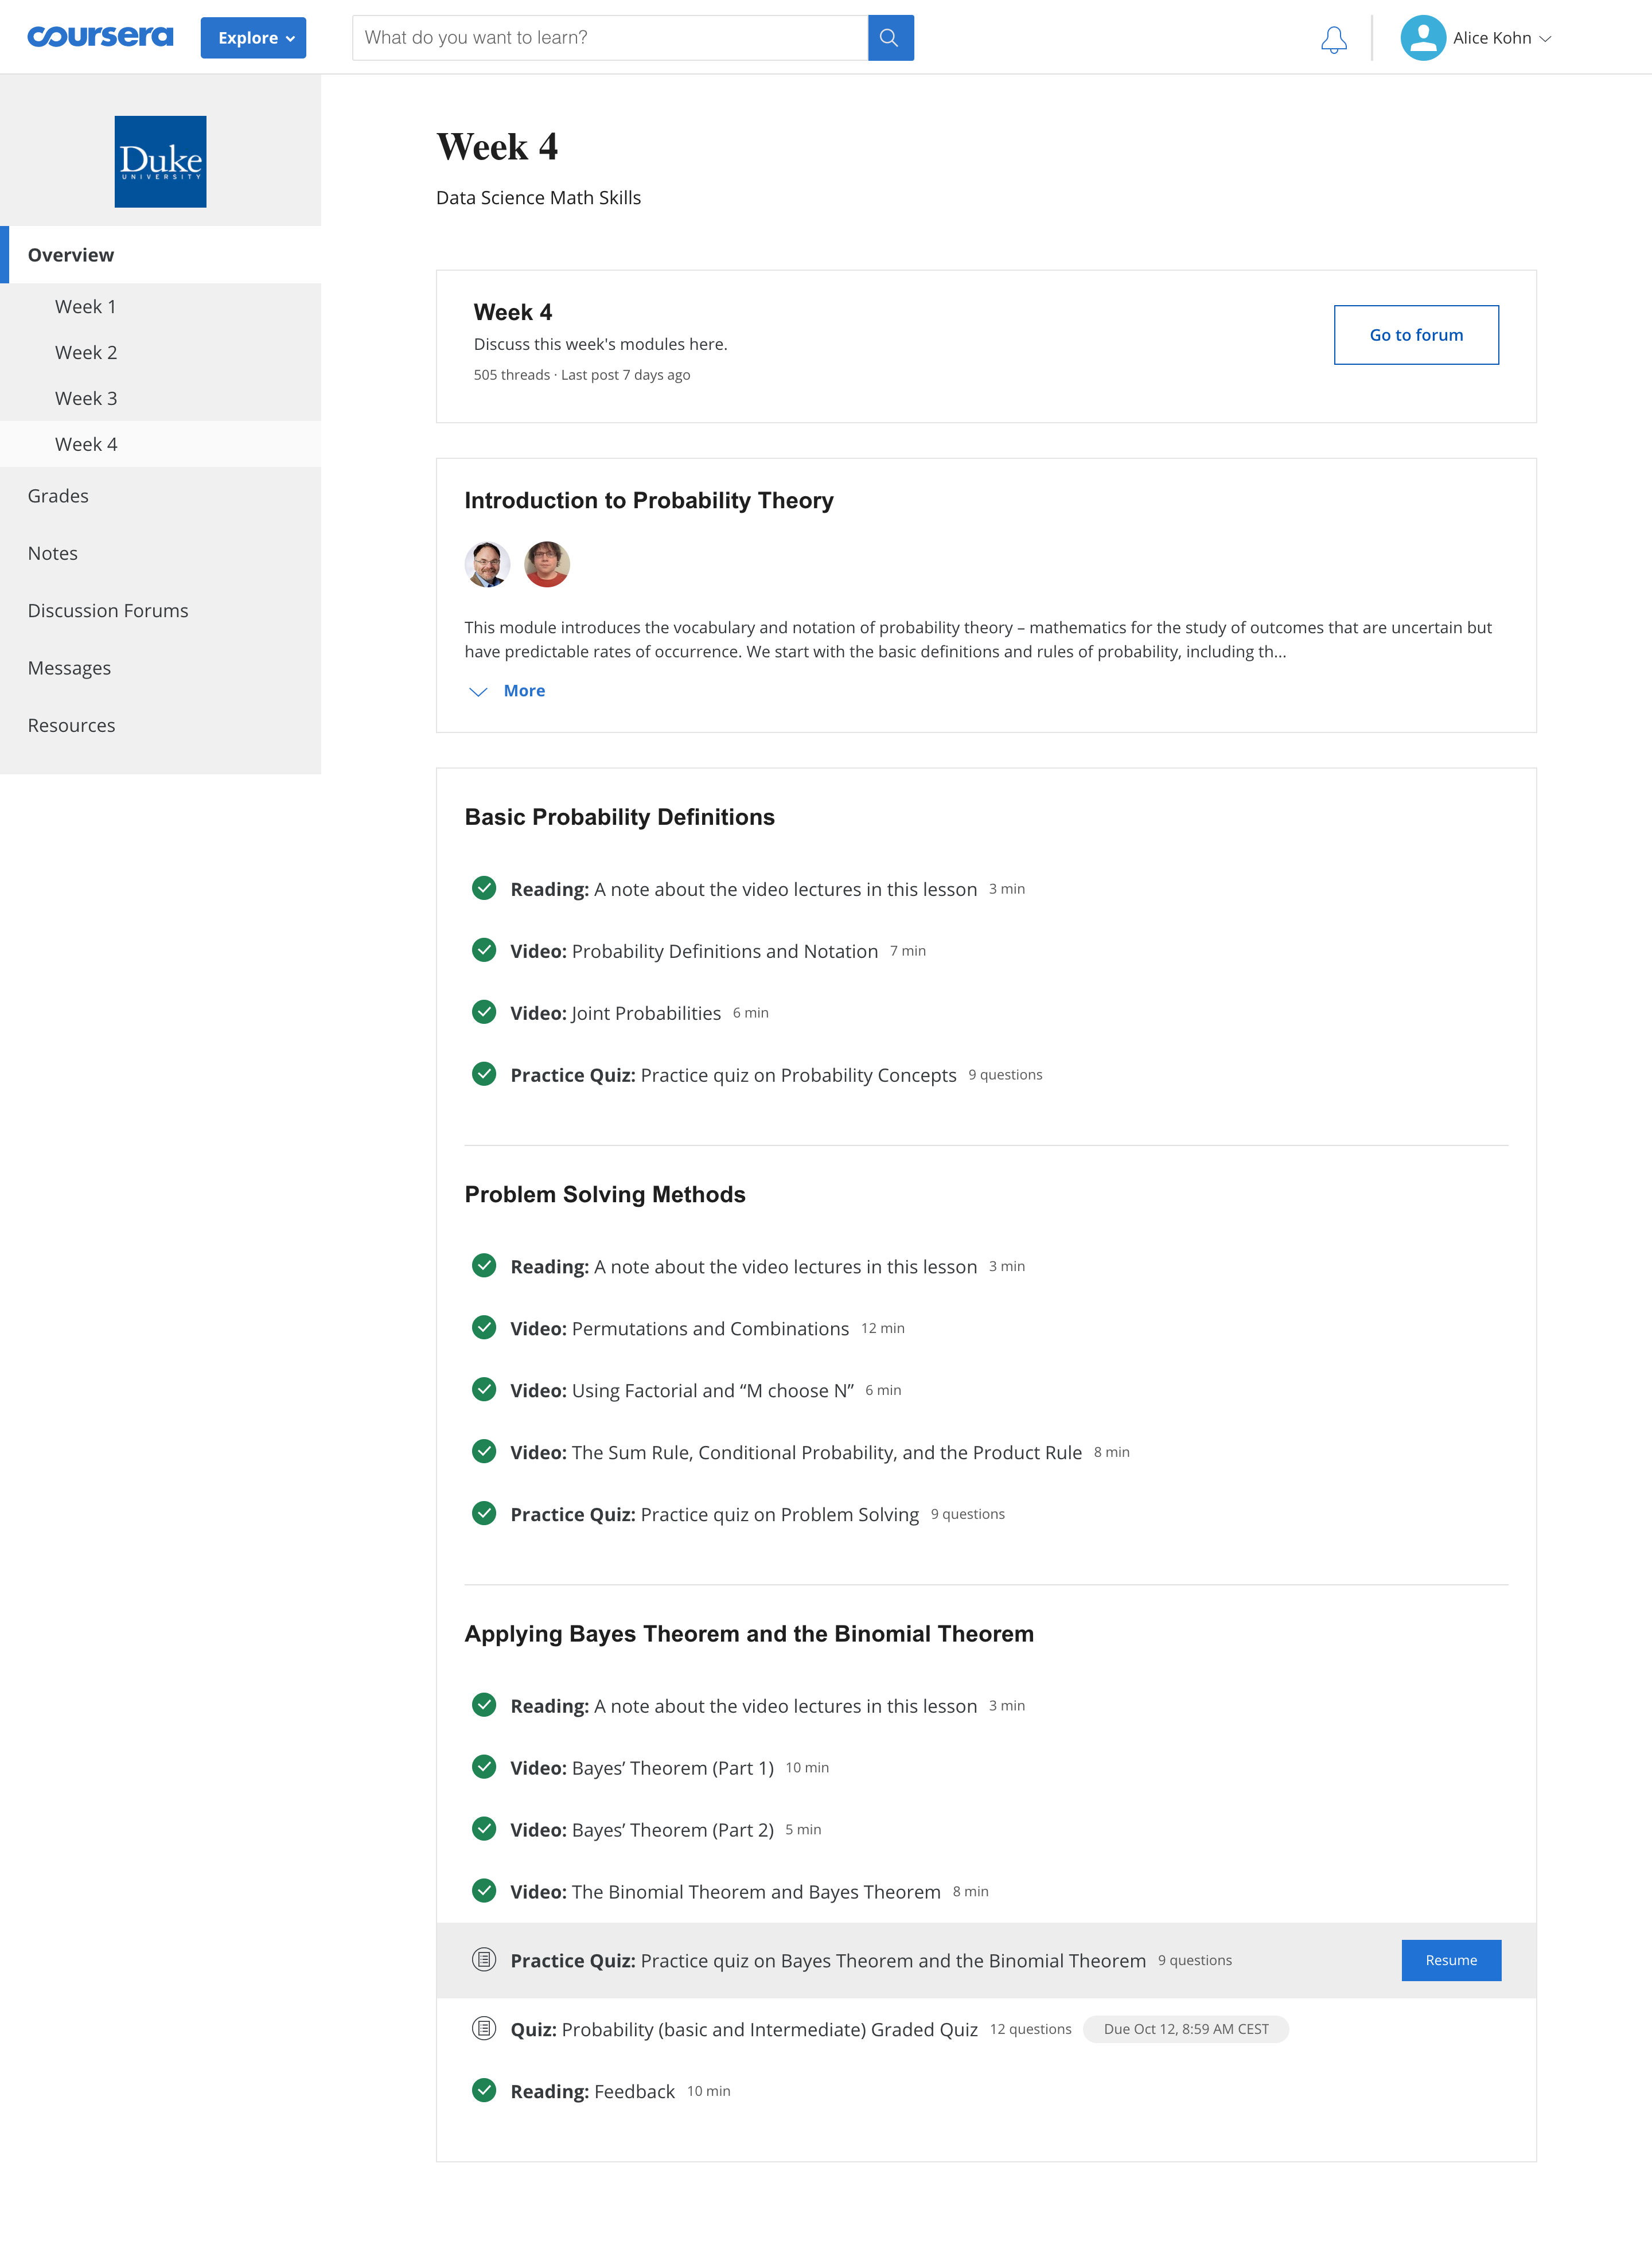 coursera
Explore
What do you want to learn?
Alice Kohn
Duke
UNIVERSITY
Overview
Week 1
Week 2
Week 3
Week 4
Grades
Notes
Discussion Forums
Messages
Resources
Week 4
Data Science Math Skills
Week 4
Discuss this week's modules here.
505 threads · Last post 7 days ago
Go to forum
Introduction to Probability Theory
This module introduces the vocabulary and notation of probability theory – mathematics for the study of outcomes that are uncertain but
have predictable rates of occurrence. We start with the basic definitions and rules of probability, including th...
More
Basic Probability Definitions
Reading: A note about the video lectures in this lesson 3 min
Video: Probability Definitions and Notation 7 min
Video: Joint Probabilities 6 min
Practice Quiz: Practice quiz on Probability Concepts 9 questions
Problem Solving Methods
Reading: A note about the video lectures in this lesson 3 min
Video: Permutations and Combinations 12 min
Video: Using Factorial and “M choose N” 6 min
Video: The Sum Rule, Conditional Probability, and the Product Rule 8 min
Practice Quiz: Practice quiz on Problem Solving 9 questions
Applying Bayes Theorem and the Binomial Theorem
Reading: A note about the video lectures in this lesson 3 min
Video: Bayes’ Theorem (Part 1) 10 min
Video: Bayes’ Theorem (Part 2) 5 min
Video: The Binomial Theorem and Bayes Theorem 8 min
Practice Quiz: Practice quiz on Bayes Theorem and the Binomial Theorem 9 questions Resume
Quiz: Probability (basic and Intermediate) Graded Quiz 12 questions Due Oct 12, 8:59 AM CEST
Reading: Feedback 10 min